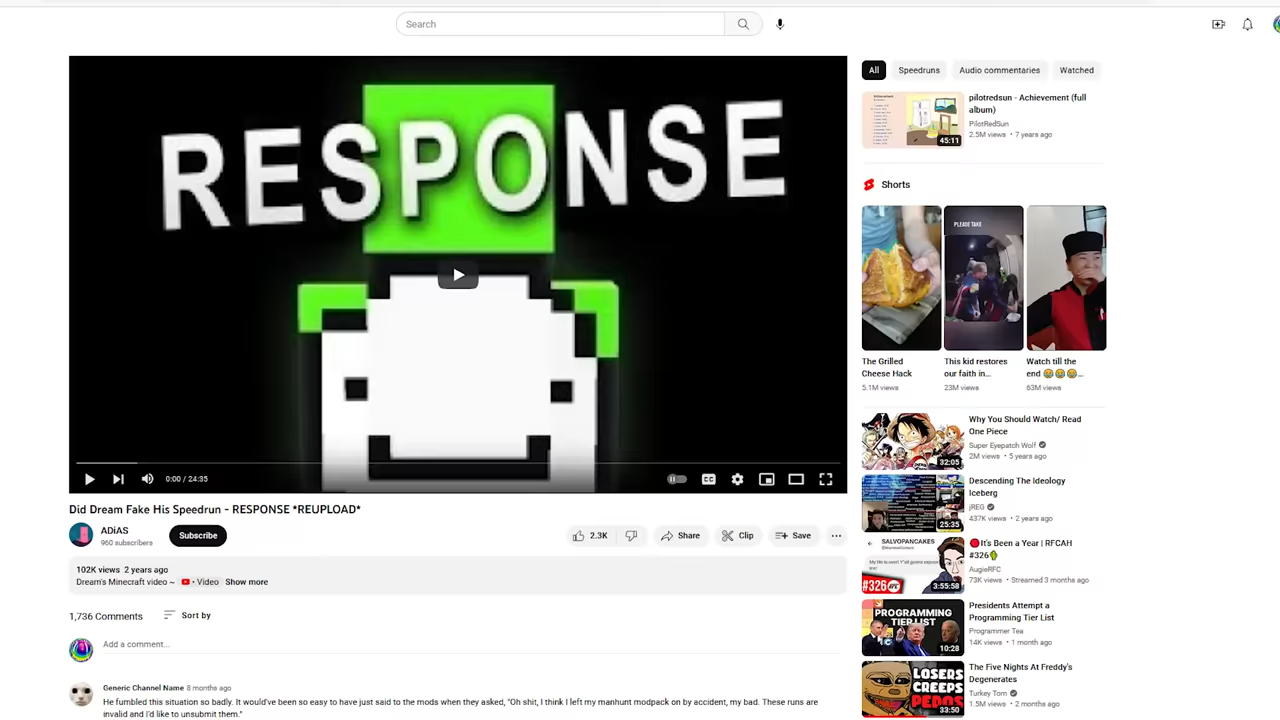 Search
RESPONSE
0:00 / 24:35
Did Dream Fake His Speedrun - RESPONSE *REUPLOAD*
ADiAS
960 subscribers
Subscribe
2.3K
Share
Clip
Save
102K views 2 years ago
Dream's Minecraft video ~ · Video Show more
1,736 Comments
Sort by
Add a comment...
Generic Channel Name 8 months ago
He fumbled this situation so badly. It would've been so easy to have just said to the mods when they asked, "Oh shit, I think I left my manhunt modpack on by accident, my bad. These runs are
invalid and I'd like to unsubmit them."
All
Speedruns
Audio commentaries
Watched
45:11
pilotredsun - Achievement (full
album)
PilotRedSun
2.5M views • 7 years ago
Shorts
PLEASE TAKE
The Grilled
Cheese Hack
5.1M views
This kid restores
our faith in...
23M views
Watch till the
end 😂😂😂...
63M views
32:05
Why You Should Watch/ Read
One Piece
Super Eyepatch Wolf
2M views • 5 years ago
25:35
Descending The Ideology
Iceberg
jREG
437K views • 2 years ago
SALVOPANCAKES
#326
3:55:58
🔴It's Been a Year | RFCAH
#326🌵
AugieRFC
73K views • Streamed 3 months ago
PROGRAMMING
TIER LIST
10:28
Presidents Attempt a
Programming Tier List
Programmer Tea
14K views • 1 month ago
LOSERS
CREEPS
PEDOS
33:50
The Five Nights At Freddy's
Degenerates
Turkey Tom
1.5M views • 2 months ago